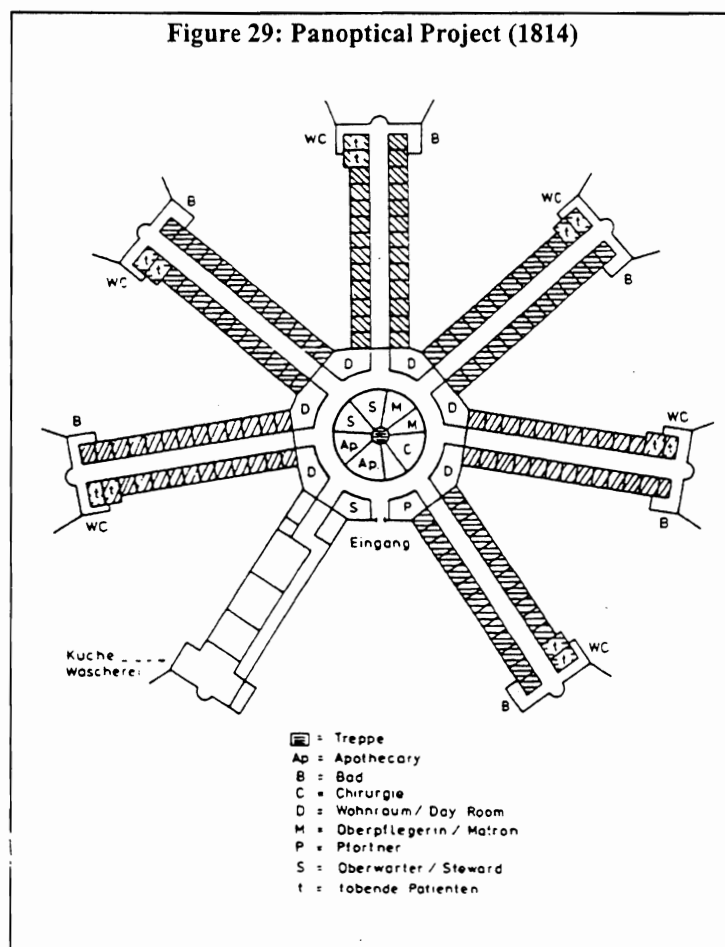 Figure 29: Panoptical Project (1814)
WC
B
t
t
B
WC
t
t
WC
t
t
B
D
D
D
D
S
M
S
M
Ap.
C
Ap.
B
WC
t
t
D
D
WC
t
t
B
S
P
Eingang
Kuche
Wascherei
WC
t
t
B
= Treppe
Ap = Apothecary
B = Bad
C = Chirurgie
D = Wohnraum / Day Room
M = Oberpflegerin / Matron
P = Pfortner
S = Oberwarter / Steward
t = tobende Patienten